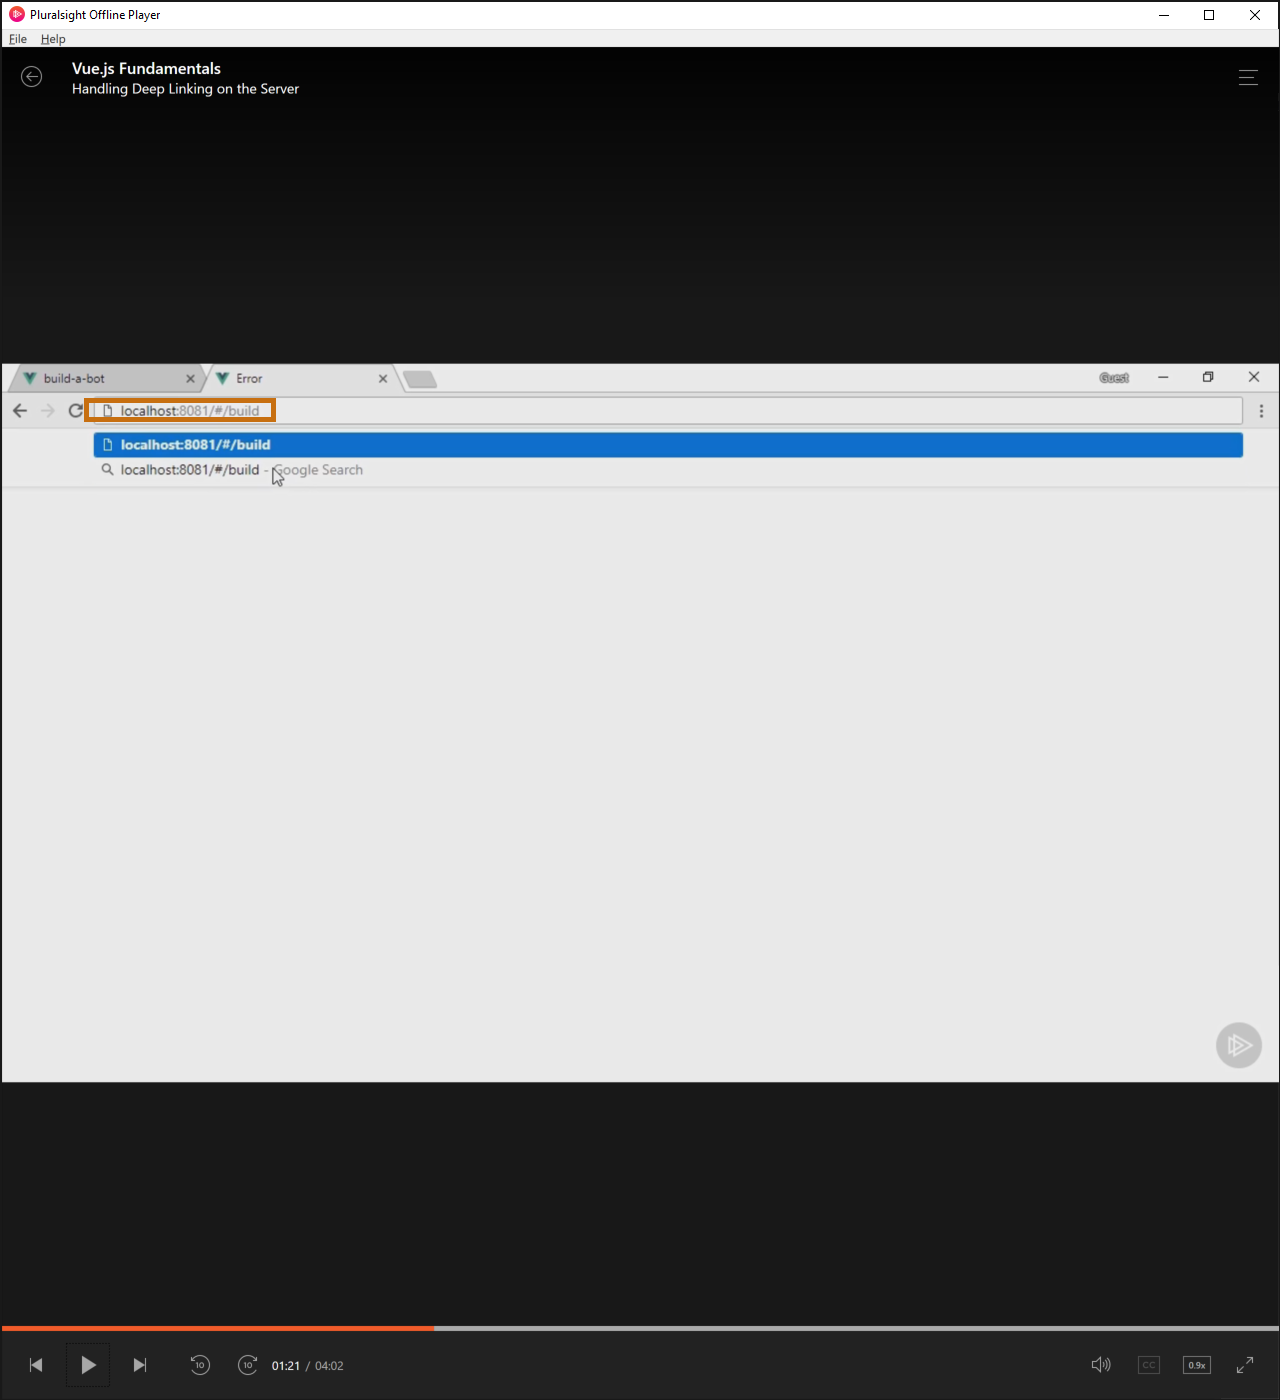 Pluralsight Offline Player
File Help
Vue.js Fundamentals
Handling Deep Linking on the Server
build-a-bot
Error
Guest
localhost:8081/#/build
localhost:8081/#/build
localhost:8081/#/build - Google Search
10
10
01:21 / 04:02
CC
0.9x